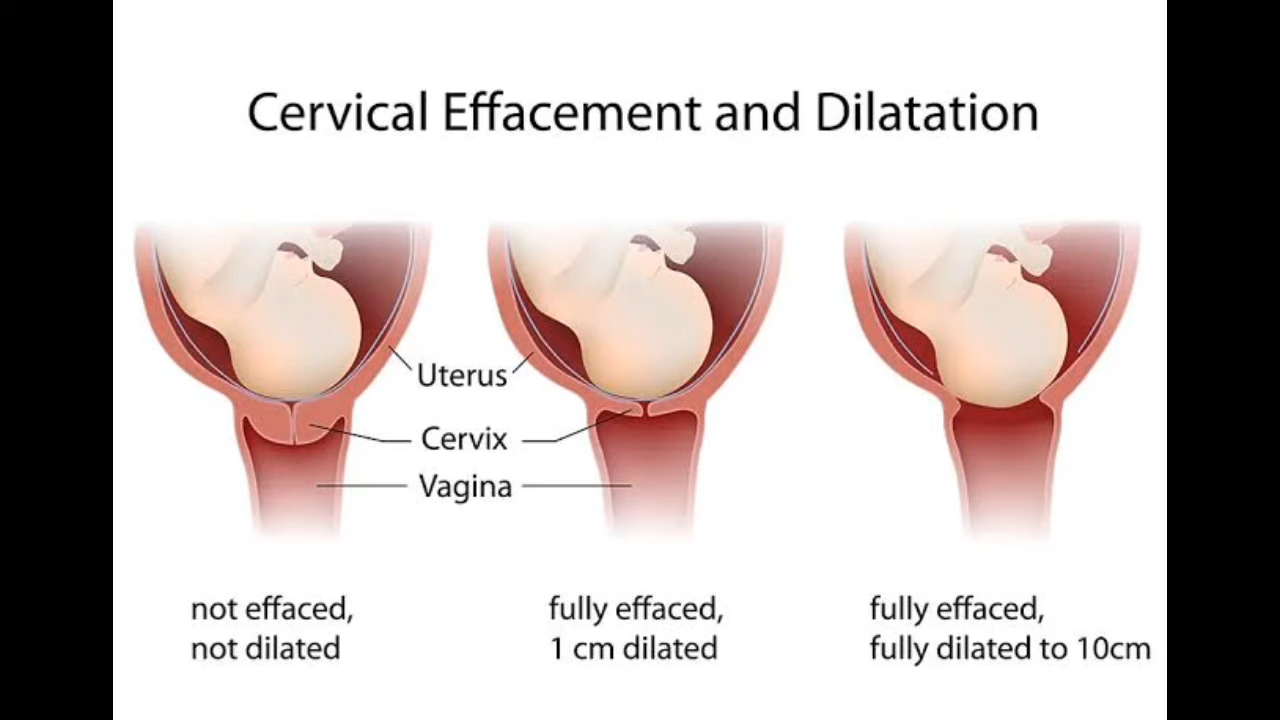 Cervical Effacement and Dilatation
Uterus
Cervix
Vagina
not effaced,
not dilated
fully effaced,
1 cm dilated
fully effaced,
fully dilated to 10cm